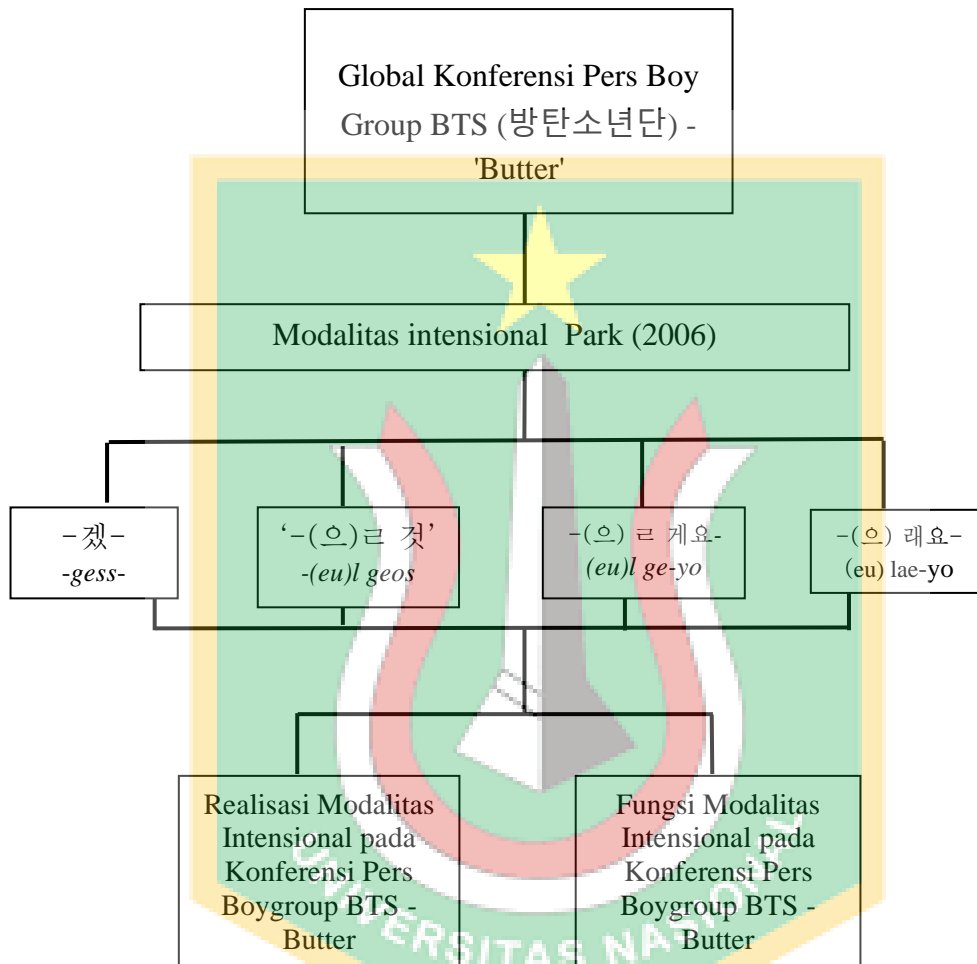 Global Konferensi Pers Boy
Group BTS (방탄소년단) -
'Butter'
Modalitas intensional Park (2006)
-겠-
-gess-
‘-(으)ㄹ 것’
-(eu)l geos
-(으) ㄹ 게요-
(eu)l ge-yo
-(으) 래요-
(eu) lae-yo
Realisasi Modalitas
Intensional pada
Konferensi Pers
Boygroup BTS -
Butter
Fungsi Modalitas
Intensional pada
Konferensi Pers
Boygroup BTS -
Butter
UNIVERSITAS NASIONAL